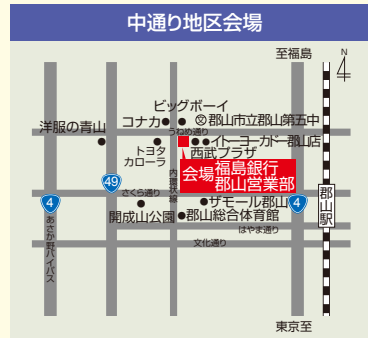 中通り地区会場
至福島
N
ビッグボーイ
コナカ
文郡山市立郡山第五中
うねめ通り
洋服の青山
イトーヨーカドー郡山店
トヨタ
カローラ
西武プラザ
内環状線
会場
福島銀行
郡山営業部
49
さくら通り
4
開成山公園
ザモール郡山
4
郡山総合体育館
郡山駅
はやま通り
あさか野バイパス
文化通り
東京至